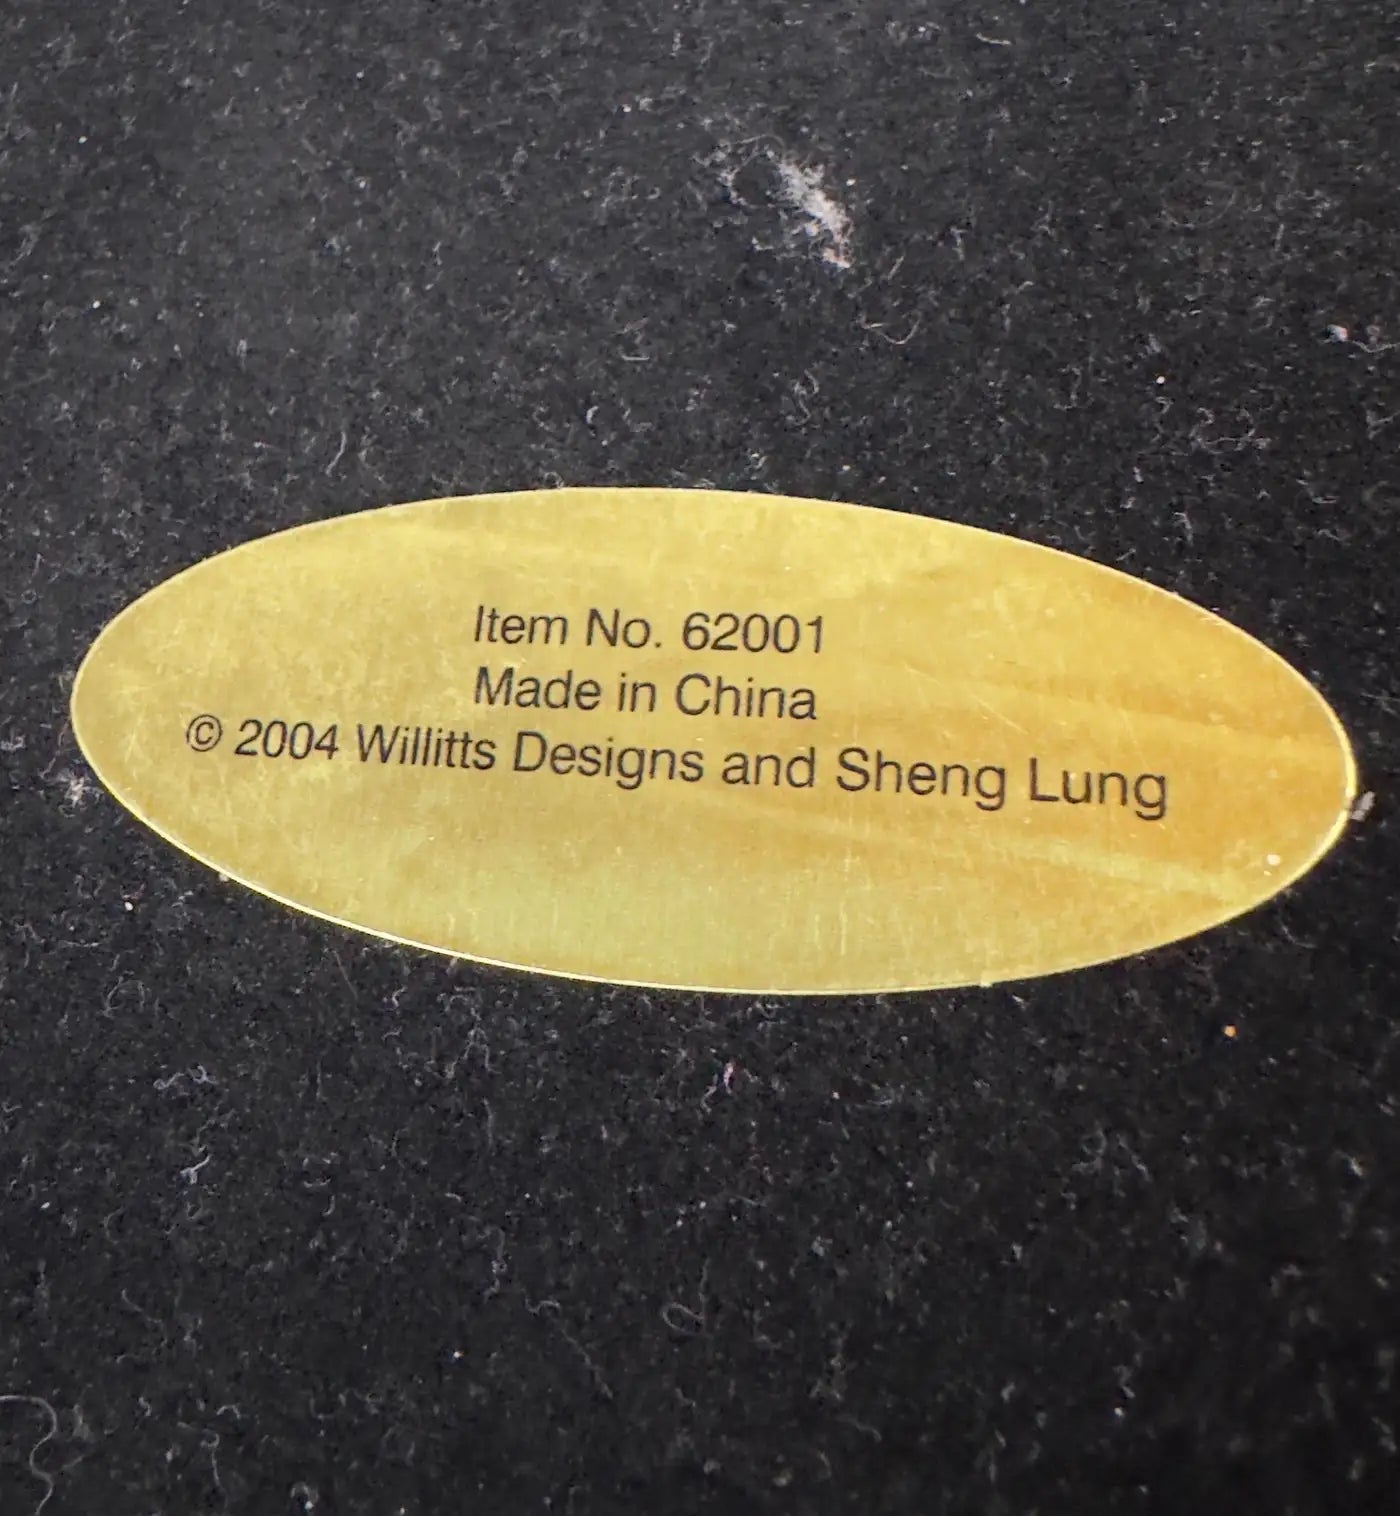 Item No. 62001
Made in China
© 2004 Willitts Designs and Sheng Lung